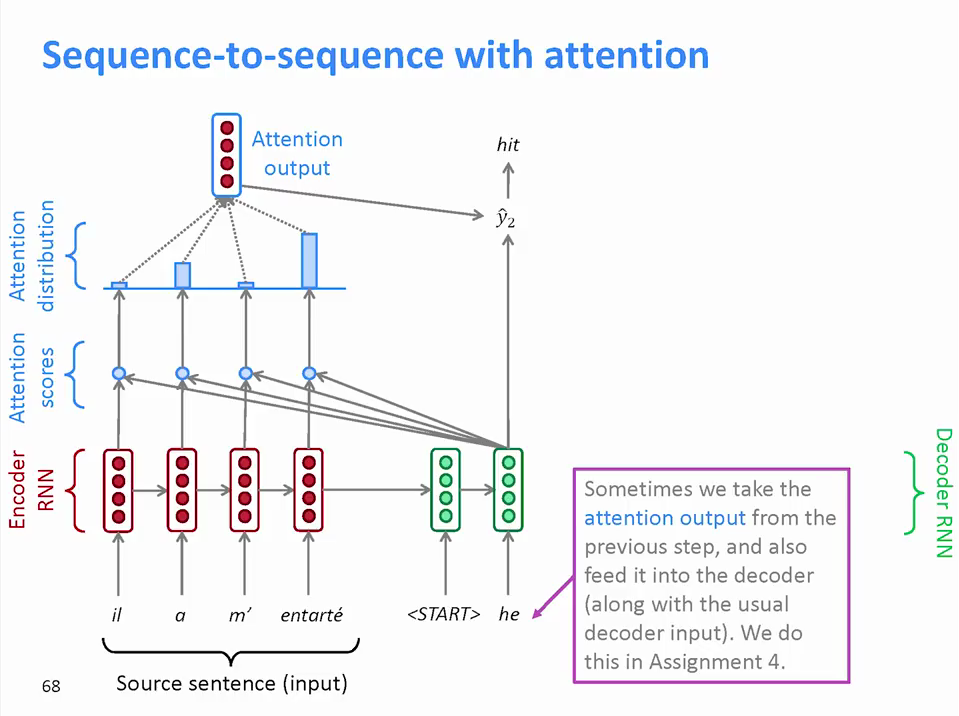 Sequence-to-sequence with attention
Attention
output
hit
ŷ₂
Attention
distribution
Attention
scores
Encoder
RNN
Decoder RNN
Sometimes we take the
attention output from the
previous step, and also
feed it into the decoder
(along with the usual
decoder input). We do
this in Assignment 4.
il a m’ entarté <START> he
Source sentence (input)
68